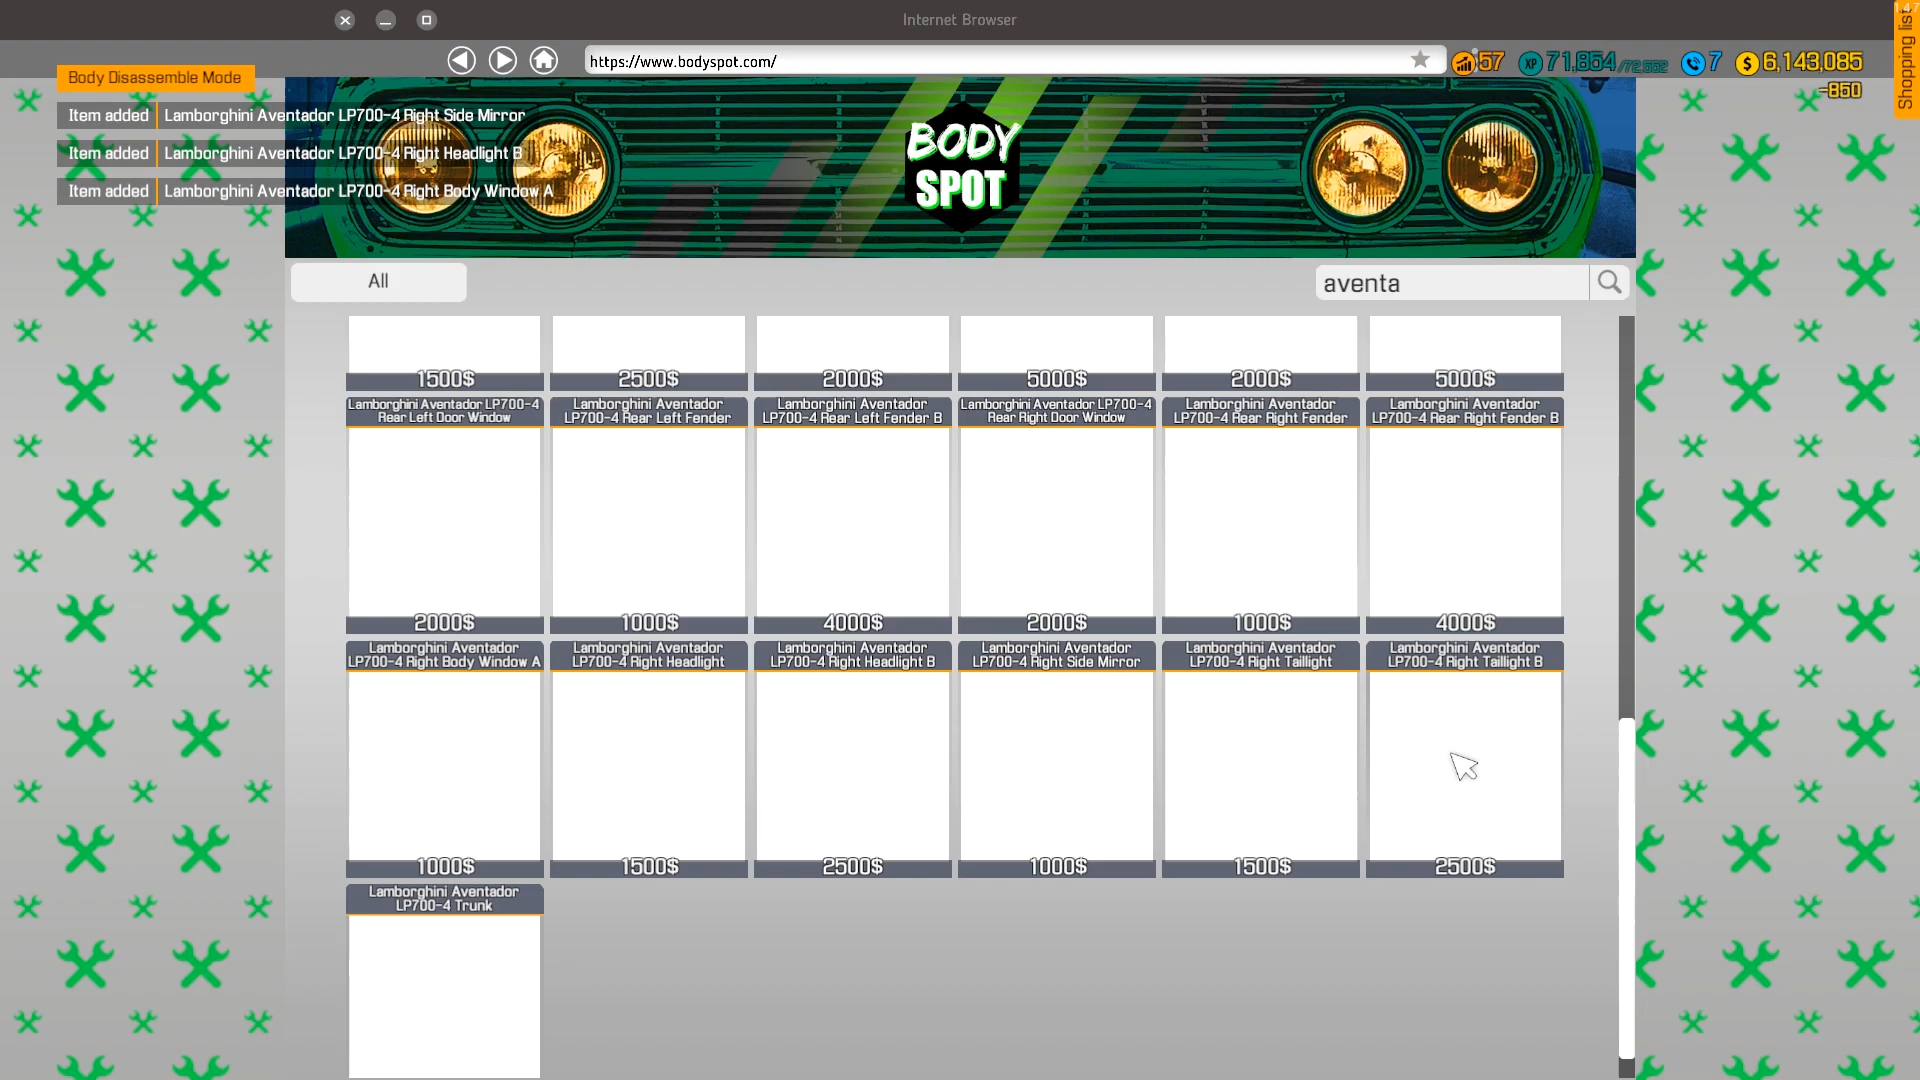 Internet Browser
1.4.7
Shopping list
https://www.bodyspot.com/
57
XP 71,854/72,552
7
$ 6,143,085
-850
Body Disassemble Mode
Item added Lamborghini Aventador LP700-4 Right Side Mirror
Item added Lamborghini Aventador LP700-4 Right Headlight B
Item added Lamborghini Aventador LP700-4 Right Body Window A
BODY
SPOT
All
aventa
1500$ 2500$ 2000$ 5000$ 2000$ 5000$
Lamborghini Aventador LP700-4
Rear Left Door Window
Lamborghini Aventador
LP700-4 Rear Left Fender
Lamborghini Aventador
LP700-4 Rear Left Fender B
Lamborghini Aventador LP700-4
Rear Right Door Window
Lamborghini Aventador
LP700-4 Rear Right Fender
Lamborghini Aventador
LP700-4 Rear Right Fender B
2000$ 1000$ 4000$ 2000$ 1000$ 4000$
Lamborghini Aventador
LP700-4 Right Body Window A
Lamborghini Aventador
LP700-4 Right Headlight
Lamborghini Aventador
LP700-4 Right Headlight B
Lamborghini Aventador
LP700-4 Right Side Mirror
Lamborghini Aventador
LP700-4 Right Taillight
Lamborghini Aventador
LP700-4 Right Taillight B
1000$ 1500$ 2500$ 1000$ 1500$ 2500$
Lamborghini Aventador
LP700-4 Trunk